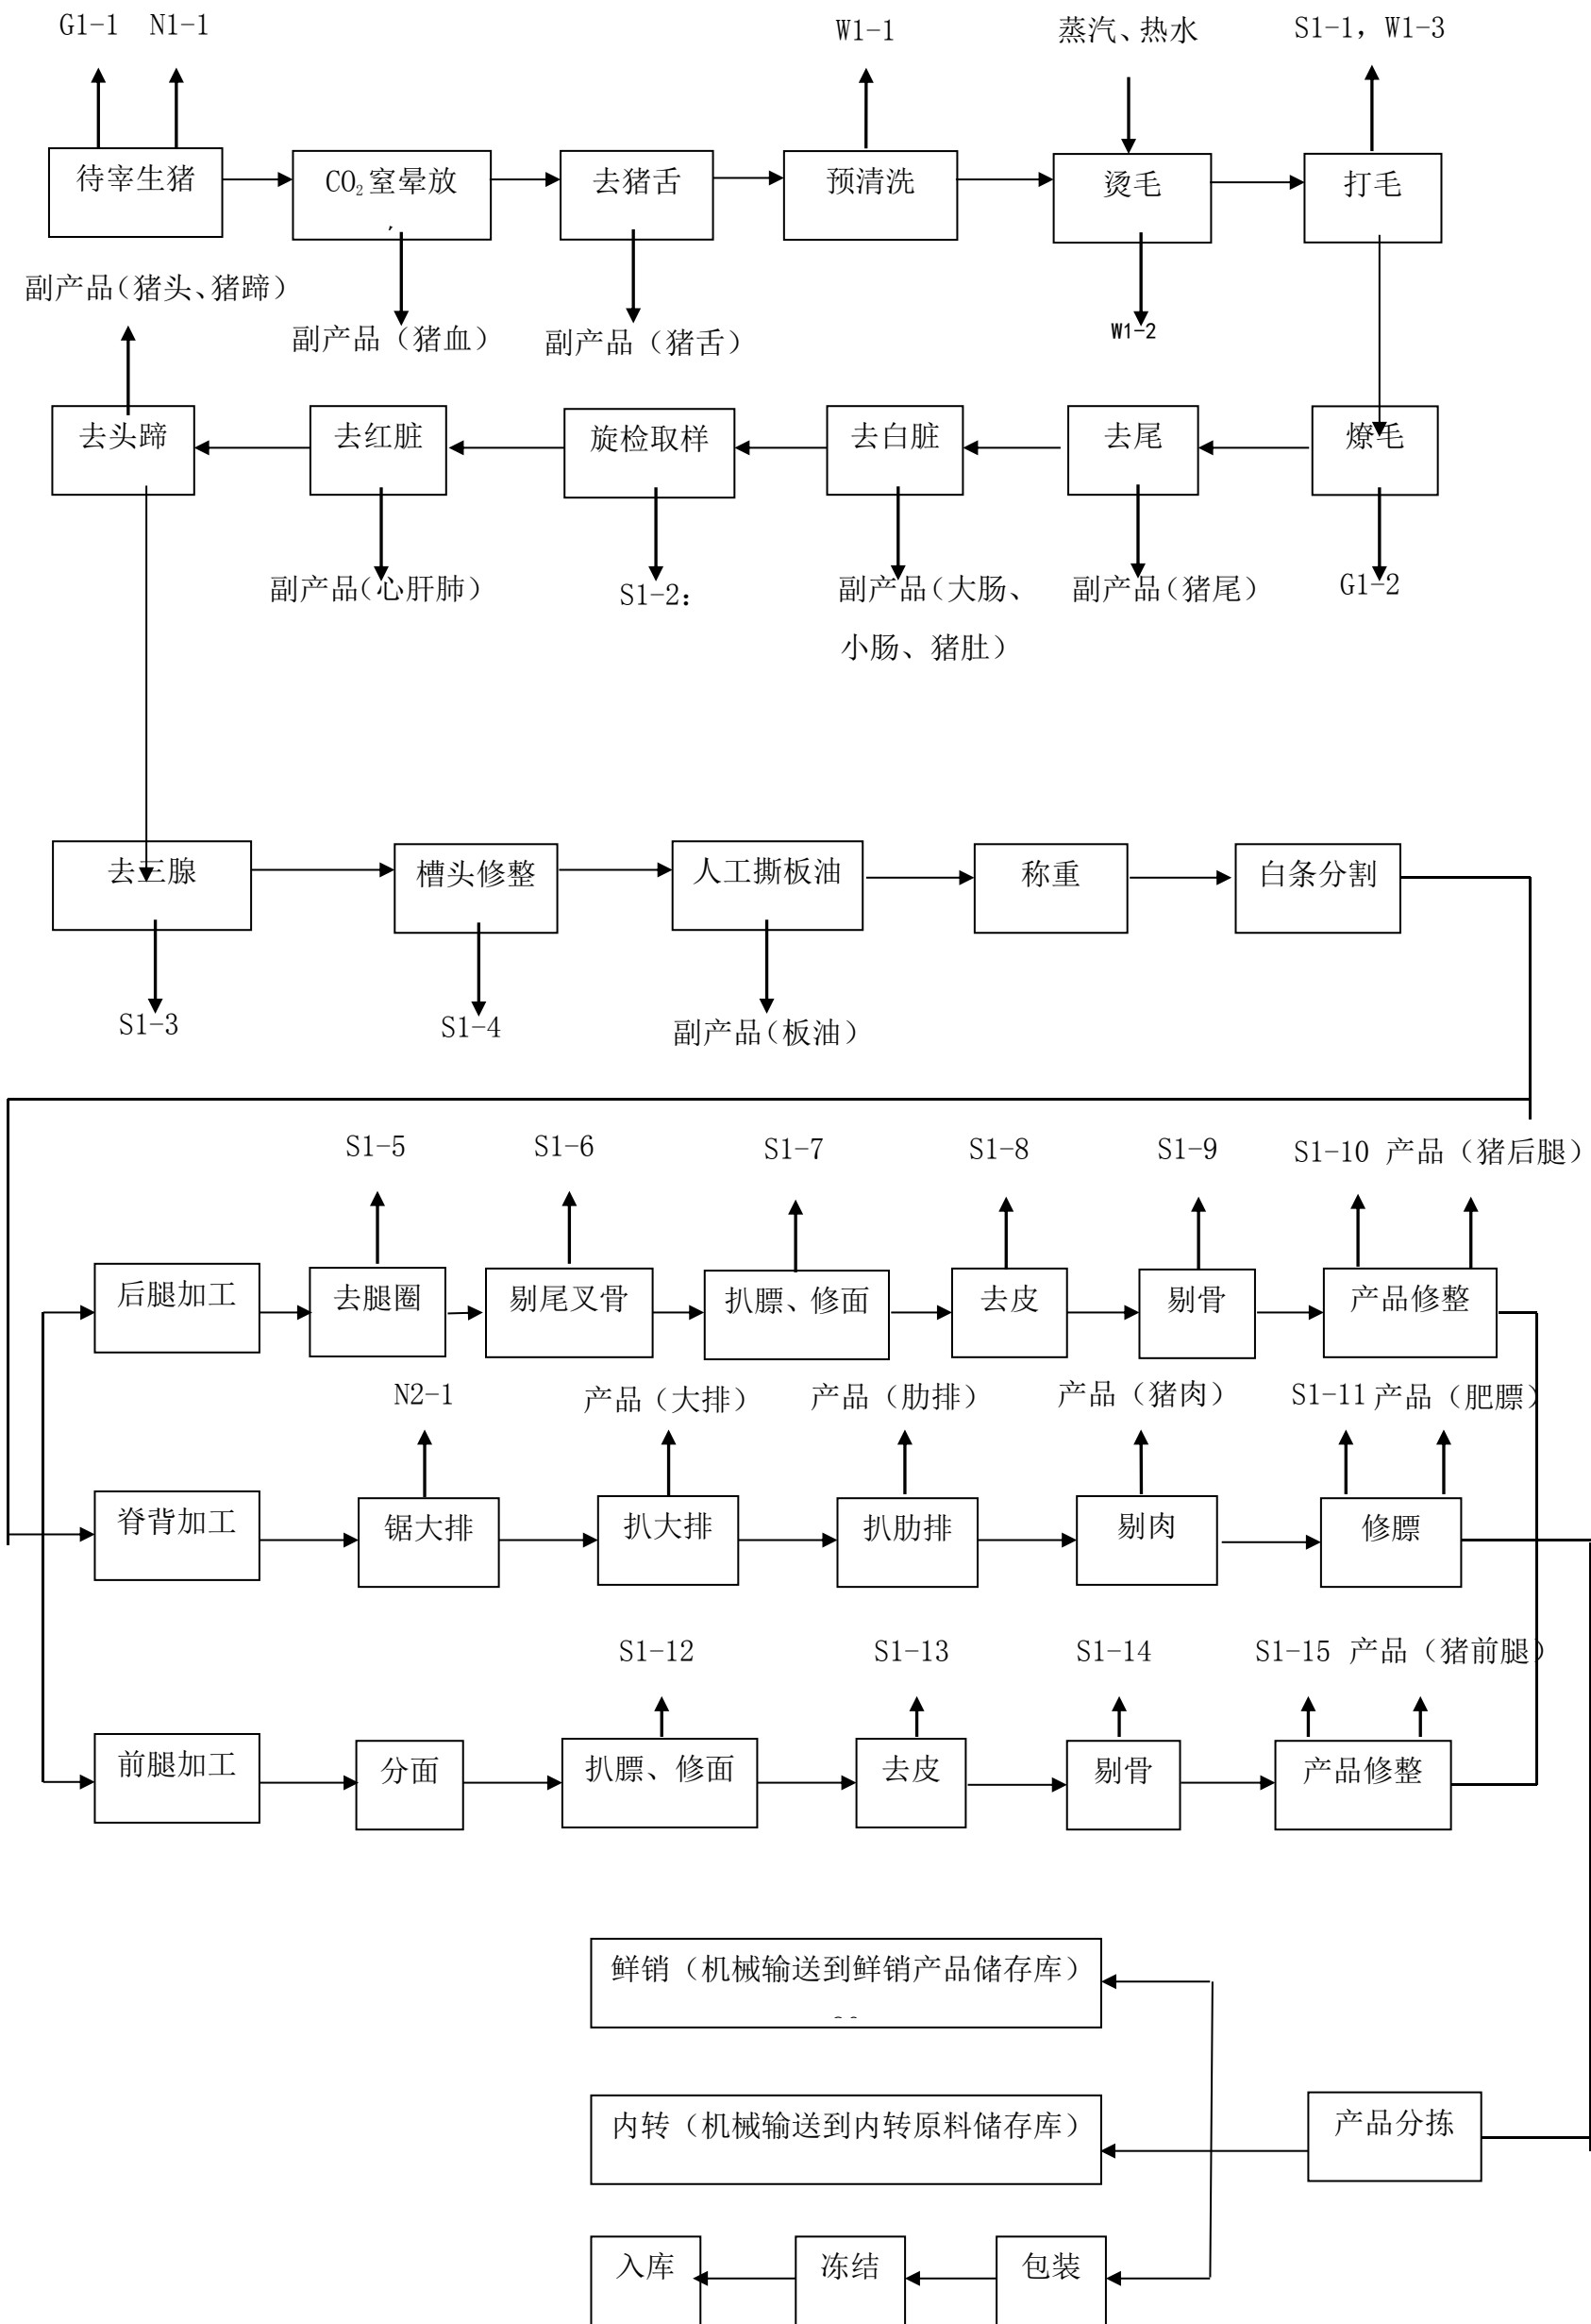 G1-1 N1-1
W1-1
蒸汽、热水
S1-1, W1-3
待宰生猪
CO₂室晕放
去猪舌
预清洗
烫毛
打毛
副产品(猪头、猪蹄)
副产品（猪血）
副产品（猪舌）
W1-2
去头蹄
去红脏
旋检取样
去白脏
去尾
燎毛
副产品(心肝肺)
S1-2:
副产品(大肠、
小肠、猪肚)
副产品(猪尾)
G1-2
去三腺
槽头修整
人工撕板油
称重
白条分割
S1-3
S1-4
副产品(板油)
S1-5
S1-6
S1-7
S1-8
S1-9
S1-10 产品（猪后腿）
后腿加工
去腿圈
剔尾叉骨
扒膘、修面
去皮
剔骨
产品修整
N2-1
产品（大排）
产品（肋排）
产品（猪肉）
S1-11 产品（肥膘）
脊背加工
锯大排
扒大排
扒肋排
剔肉
修膘
S1-12
S1-13
S1-14
S1-15 产品（猪前腿）
前腿加工
分面
扒膘、修面
去皮
剔骨
产品修整
鲜销（机械输送到鲜销产品储存库）
内转（机械输送到内转原料储存库）
产品分拣
入库
冻结
包装